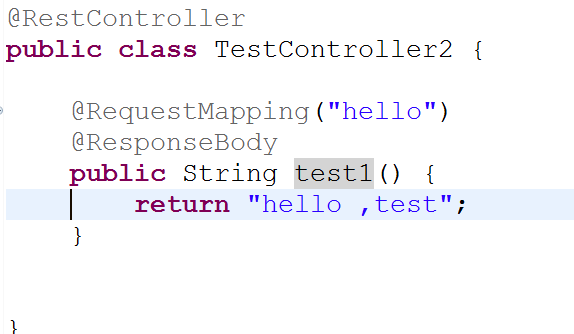 @RestController
public class TestController2 {
@RequestMapping("hello")
@ResponseBody
public String test1() {
return "hello ,test";
}
}